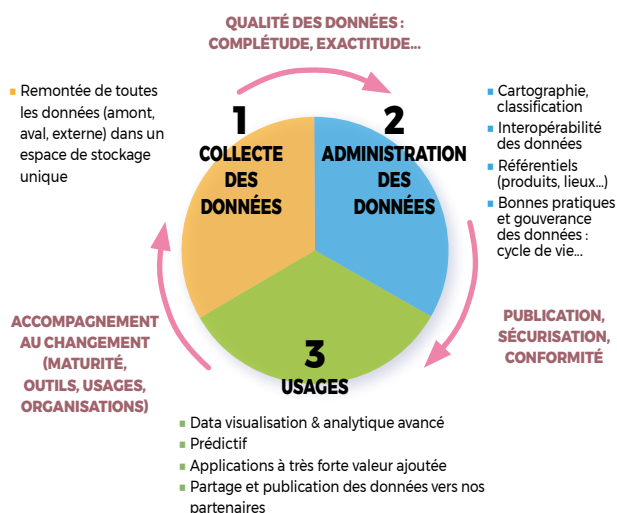 QUALITÉ DES DONNÉES :
COMPLÉTUDE, EXACTITUDE...
Remontée de toutes
les données (amont,
aval, externe) dans un
espace de stockage
unique
1
COLLECTE
DES
DONNÉES
2
ADMINISTRATION
DES
DONNÉES
Cartographie,
classification
Interopérabilité
des données
Référentiels
(produits, lieux...)
Bonnes pratiques
et gouverance
des données :
cycle de vie...
PUBLICATION,
SÉCURISATION,
CONFORMITÉ
3
USAGES
Data visualisation & analytique avancé
Prédictif
Applications à très forte valeur ajoutée
Partage et publication des données vers nos
partenaires
ACCOMPAGNEMENT
AU CHANGEMENT
(MATURITÉ,
OUTILS, USAGES,
ORGANISATIONS)